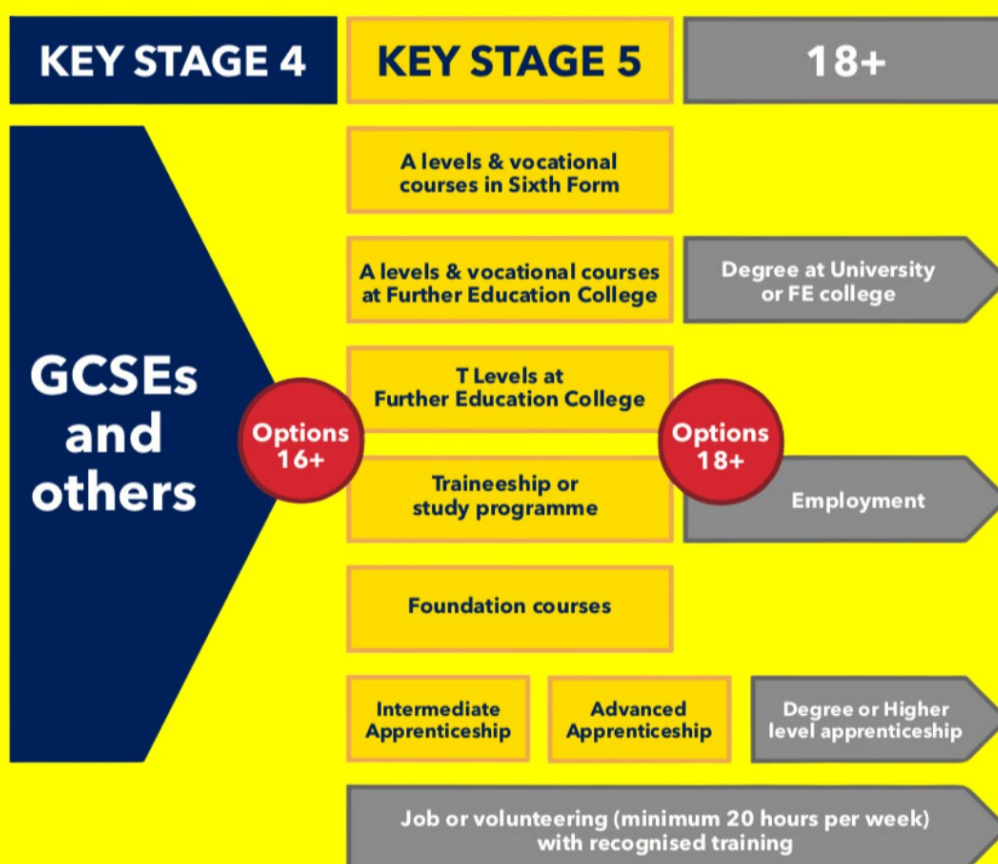 KEY STAGE 4
KEY STAGE 5
18+
GCSEs
and
others
Options
16+
A levels & vocational
courses in Sixth Form
A levels & vocational courses
at Further Education College
T Levels at
Further Education College
Traineeship or
study programme
Foundation courses
Intermediate
Apprenticeship
Advanced
Apprenticeship
Options
18+
Degree at University
or FE college
Employment
Degree or Higher
level apprenticeship
Job or volunteering (minimum 20 hours per week)
with recognised training